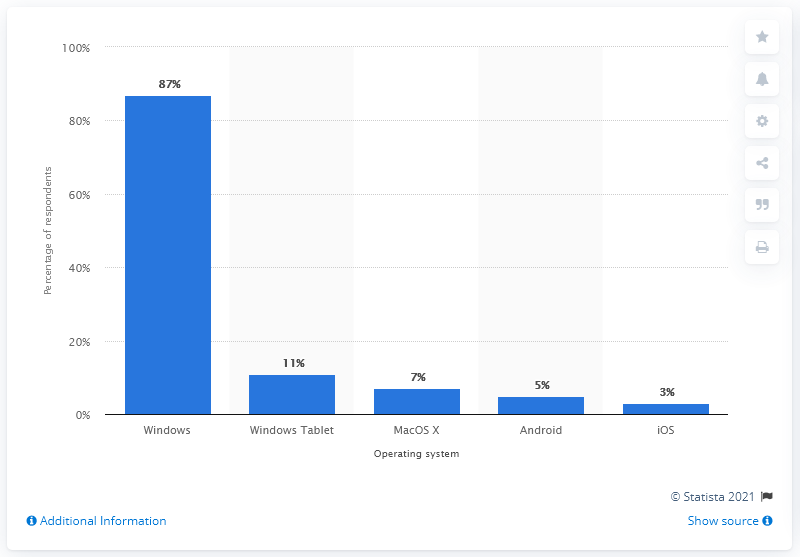 100%
87%
80%
60%
40%
20%
11%
7%
5%
3%
0%
Percentage of respondents
Windows
Windows Tablet
MacOS X
Android
iOS
Operating system
© Statista 2021
Additional Information
Show source